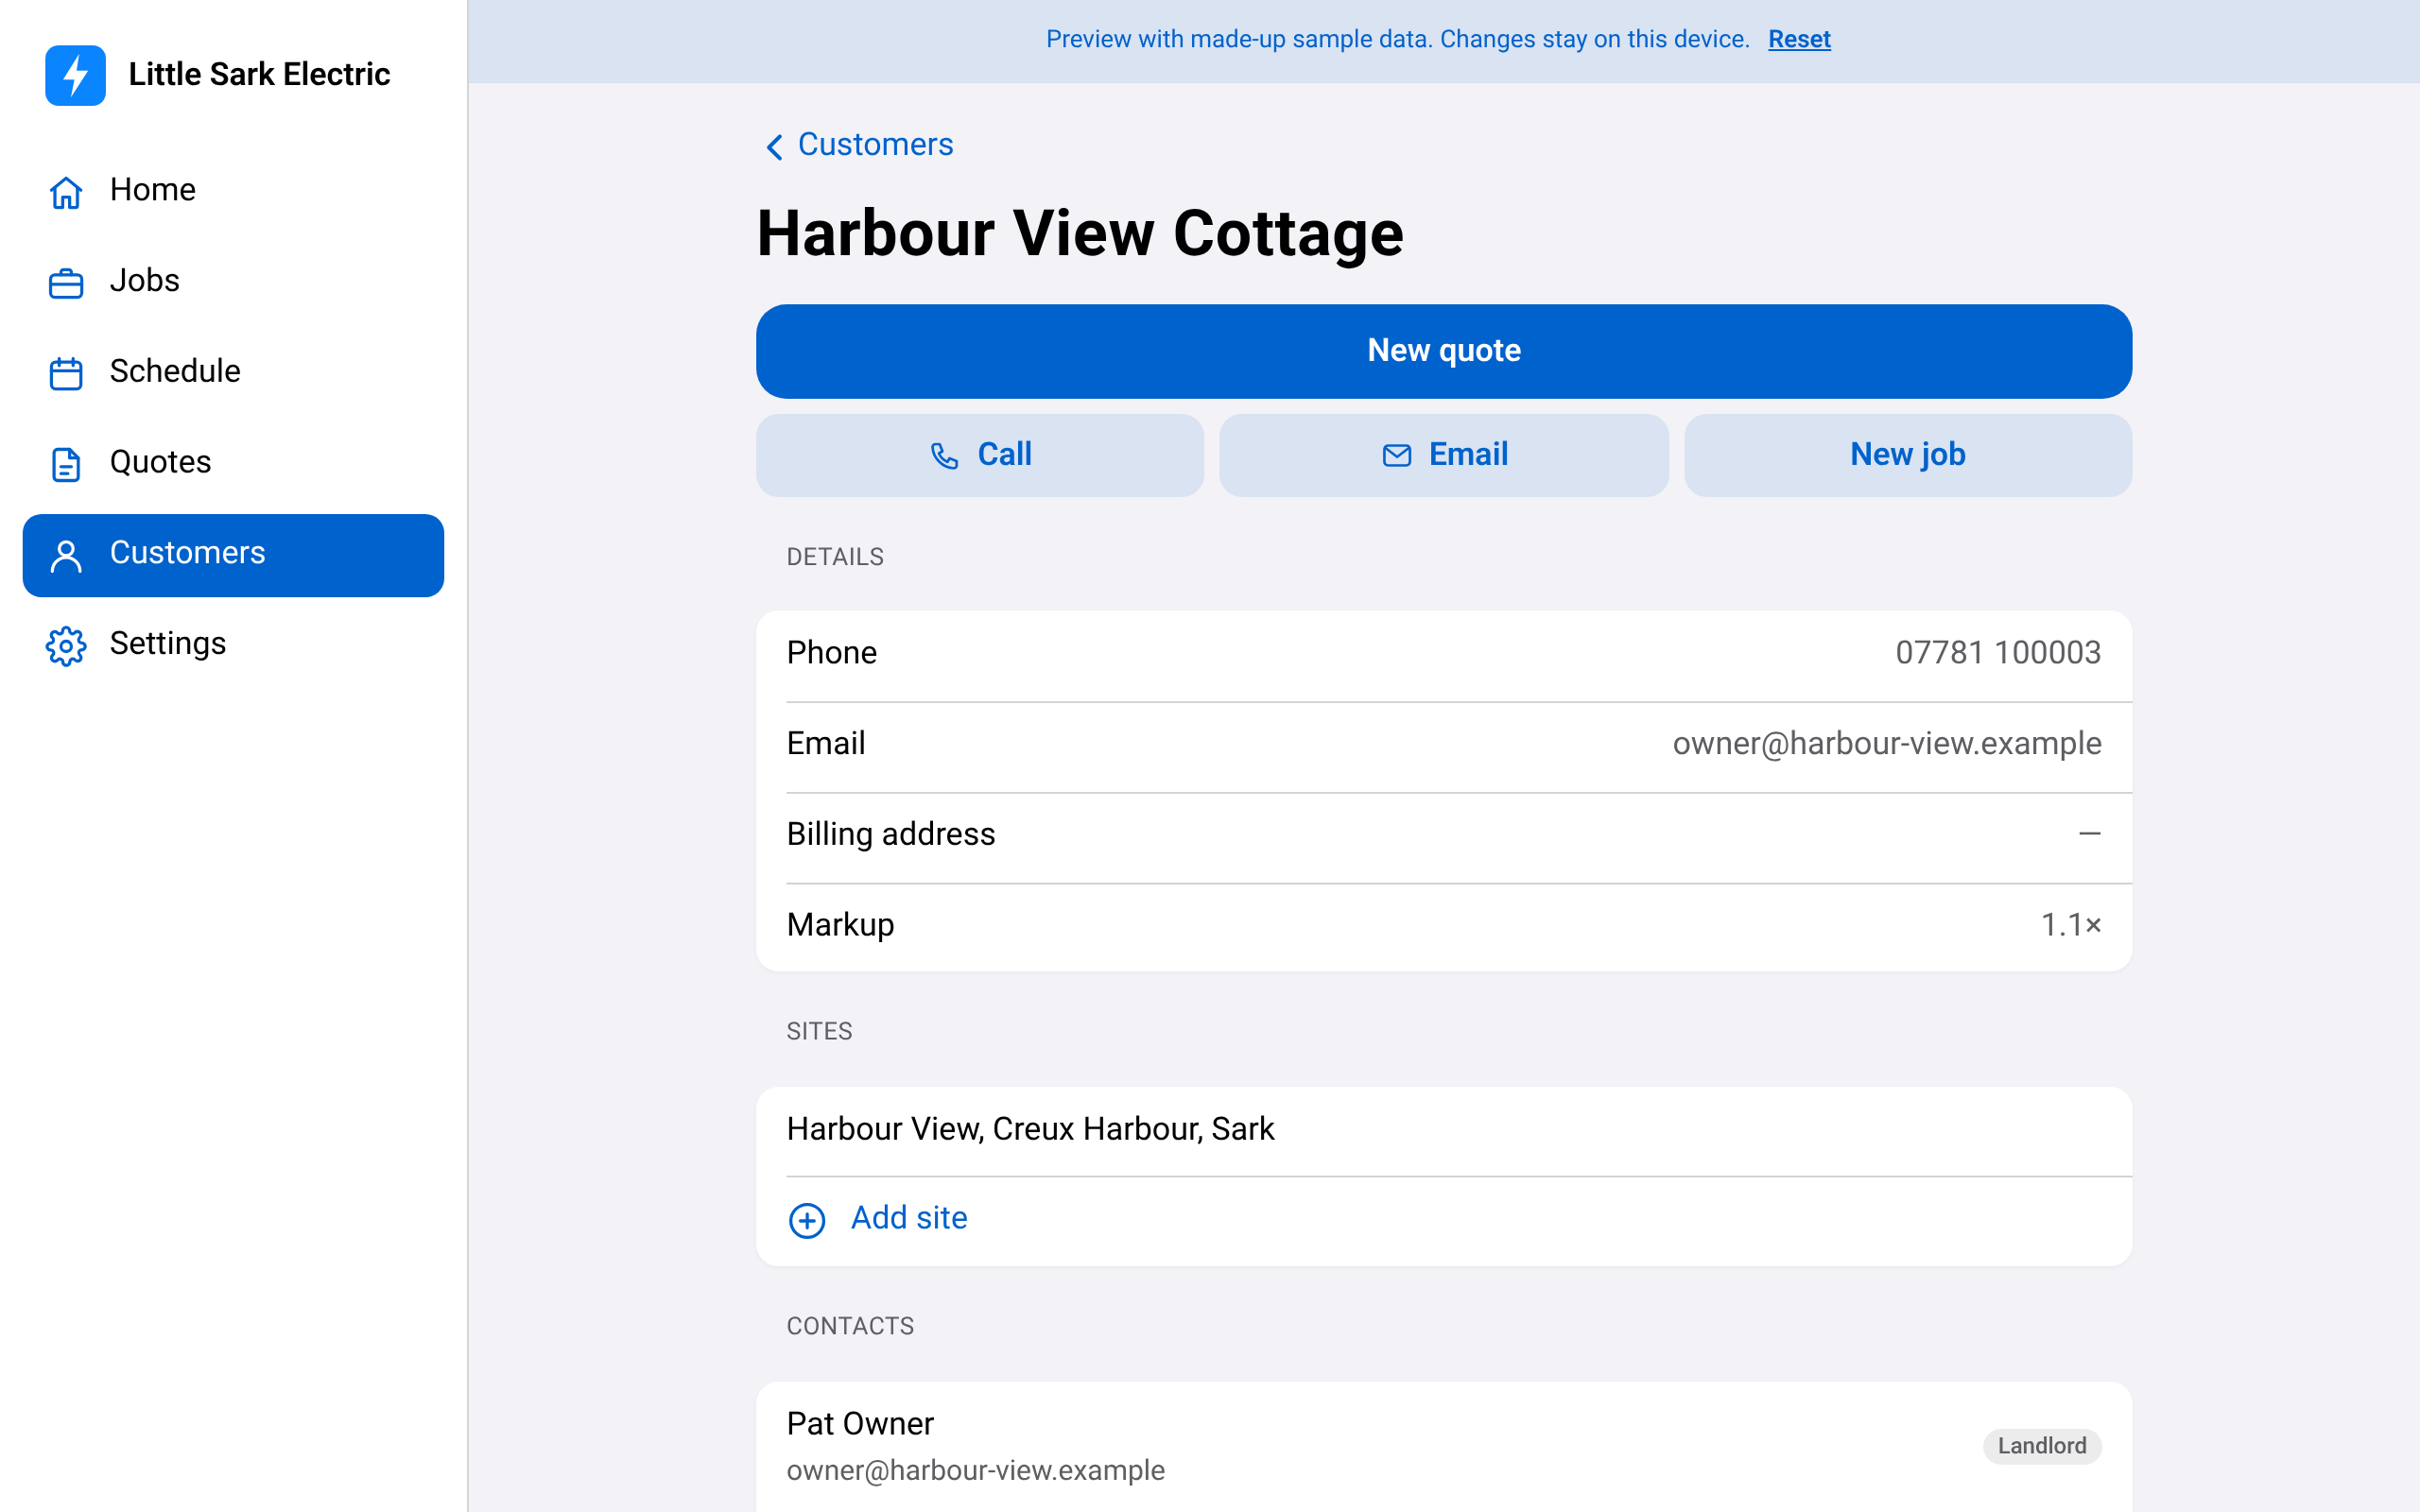 Little Sark Electric
Home
Jobs
Schedule
Quotes
Customers
Settings
Preview with made-up sample data. Changes stay on this device. Reset
Customers
Harbour View Cottage
New quote
Call
Email
New job
DETAILS
Phone 07781 100003
Email owner@harbour-view.example
Billing address –
Markup 1.1×
SITES
Harbour View, Creux Harbour, Sark
Add site
CONTACTS
Pat Owner
Landlord
owner@harbour-view.example